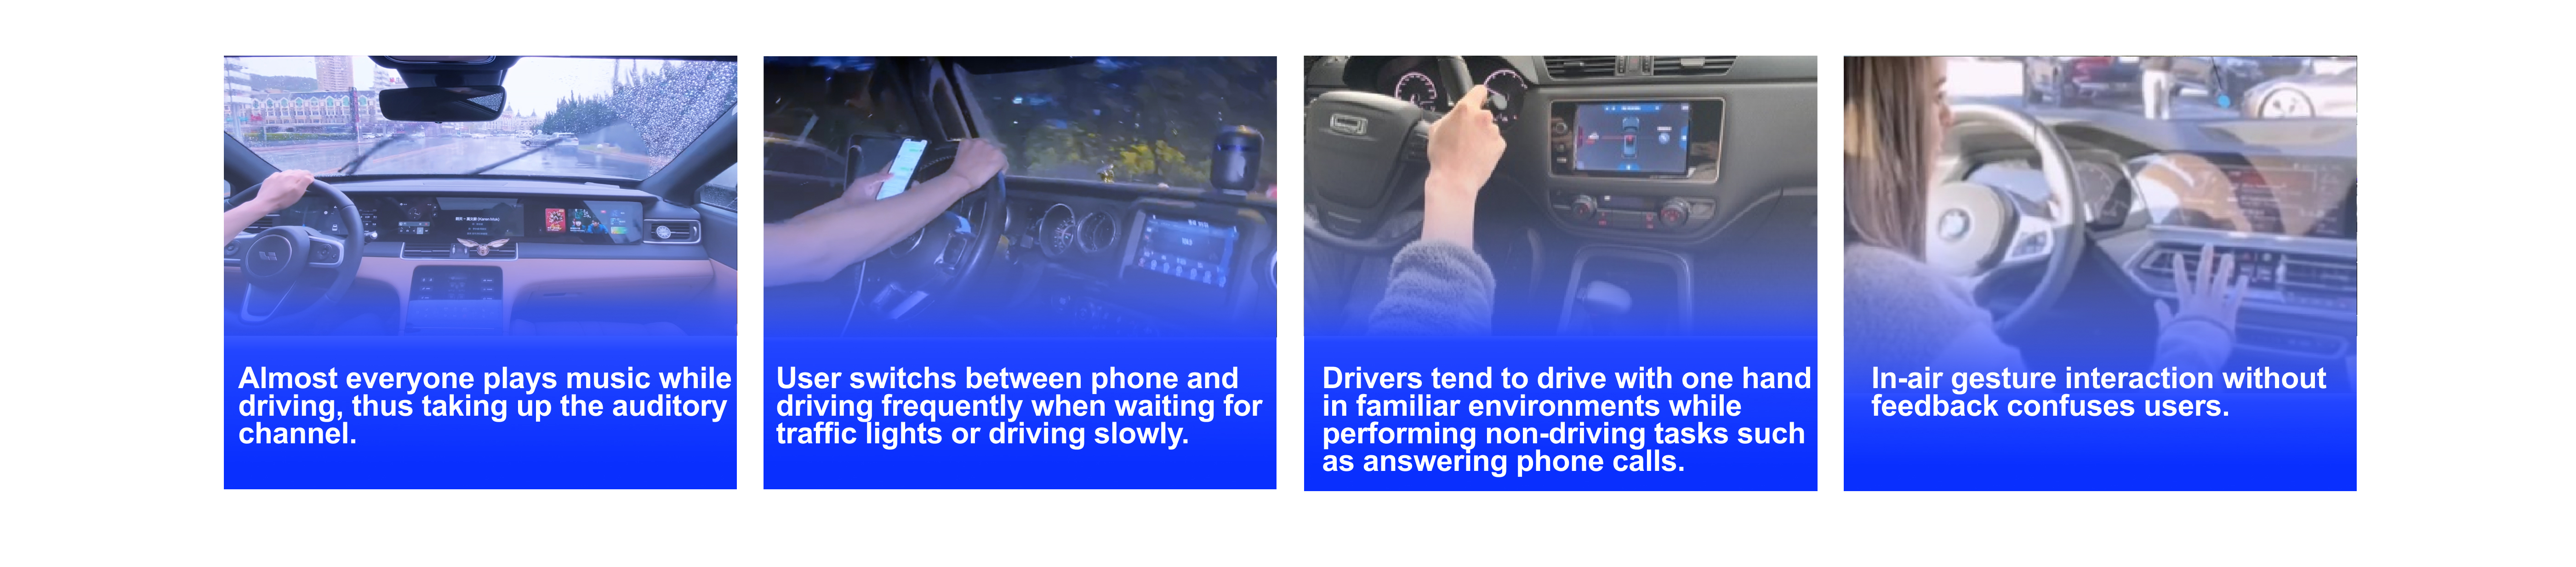 Almost everyone plays music while
driving, thus taking up the auditory
channel.
User switchs between phone and
driving frequently when waiting for
traffic lights or driving slowly.
Drivers tend to drive with one hand
in familiar environments while
performing non-driving tasks such
as answering phone calls.
In-air gesture interaction without
feedback confuses users.